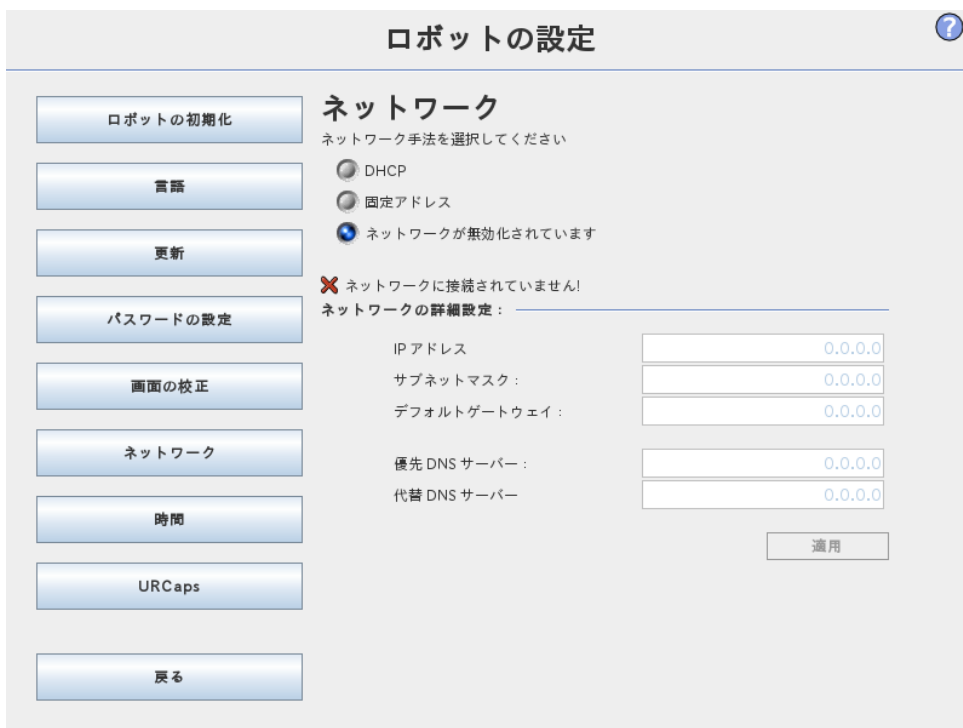 ロボットの設定
?
ロボットの初期化
言語
更新
パスワードの設定
画面の校正
ネットワーク
時間
URCaps
戻る
ネットワーク
ネットワーク手法を選択してください
DHCP
固定アドレス
ネットワークが無効化されています
ネットワークに接続されていません!
ネットワークの詳細設定:
IP アドレス 0.0.0.0
サブネットマスク: 0.0.0.0
デフォルトゲートウェイ: 0.0.0.0
優先 DNS サーバー: 0.0.0.0
代替 DNS サーバー 0.0.0.0
適用